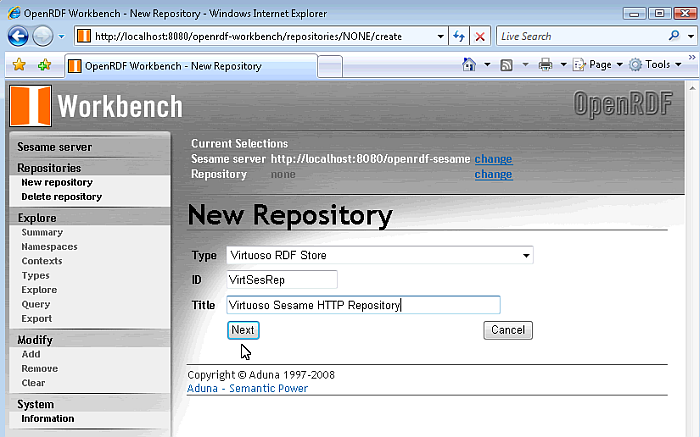 OpenRDF Workbench - New Repository - Windows Internet Explorer
http://localhost:8080/openrdf-workbench/repositories/NONE/create
Live Search
OpenRDF Workbench - New Repository
Page
Tools
Workbench
OpenRDF
Sesame server
Repositories
New repository
Delete repository
Explore
Summary
Namespaces
Contexts
Types
Explore
Query
Export
Modify
Add
Remove
Clear
System
Information
Current Selections
Sesame server http://localhost:8080/openrdf-sesame change
Repository none change
New Repository
Type Virtuoso RDF Store
ID VirtSesRep
Title Virtuoso Sesame HTTP Repository
Next Cancel
Copyright © Aduna 1997-2008
Aduna - Semantic Power